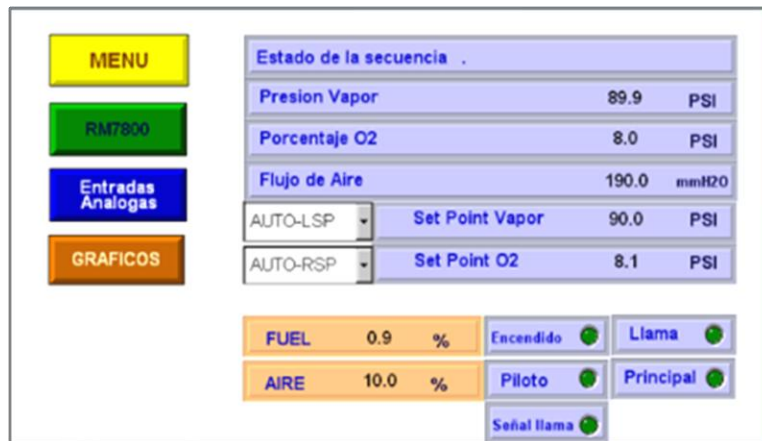 MENU
RM7800
Entradas
Analogas
GRAFICOS
Estado de la secuencia .
Presion Vapor 89.9 PSI
Porcentaje O2 8.0 PSI
Flujo de Aire 190.0 mmH20
AUTO-LSP Set Point Vapor 90.0 PSI
AUTO-RSP Set Point O2 8.1 PSI
FUEL 0.9 % Encendido Llama
AIRE 10.0 % Piloto Principal
Señal llama